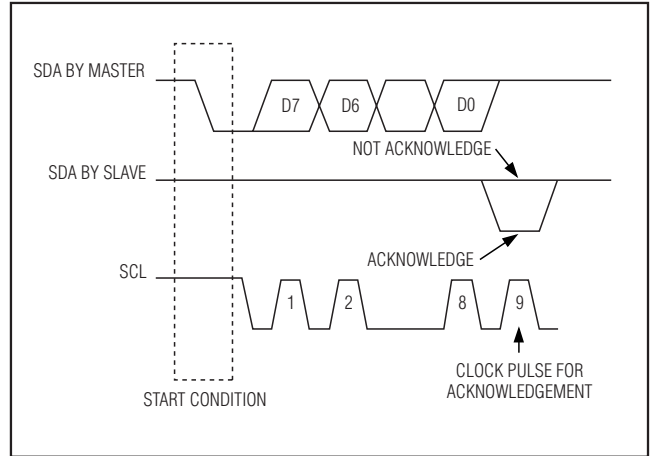 SDA BY MASTER
D7
D6
D0
NOT ACKNOWLEDGE
SDA BY SLAVE
ACKNOWLEDGE
SCL
1
2
8
9
CLOCK PULSE FOR
ACKNOWLEDGEMENT
START CONDITION